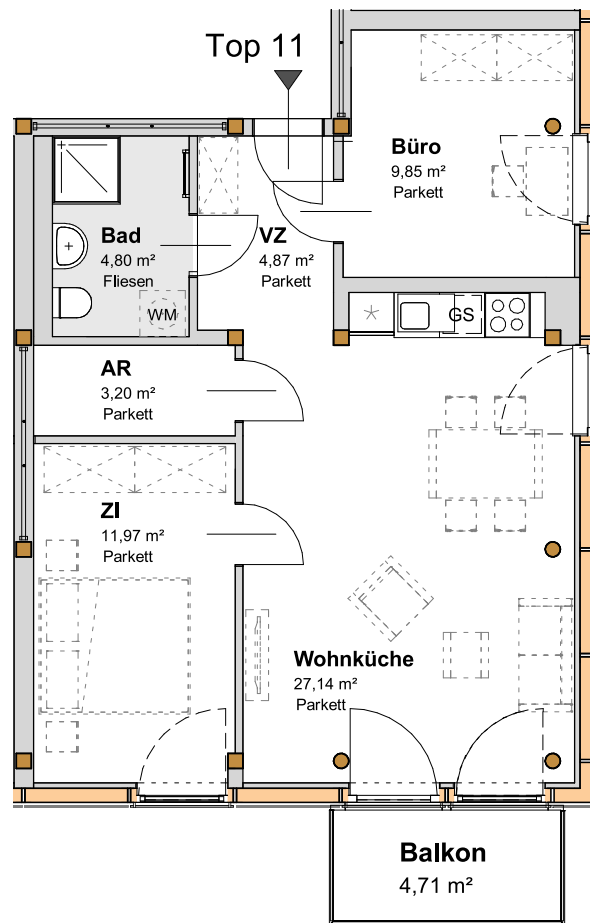 Top 11
Büro
9,85 m²
Parkett
Bad
4,80 m²
Fliesen
VZ
4,87 m²
Parkett
WM
GS
AR
3,20 m²
Parkett
ZI
11,97 m²
Parkett
Wohnküche
27,14 m²
Parkett
Balkon
4,71 m²